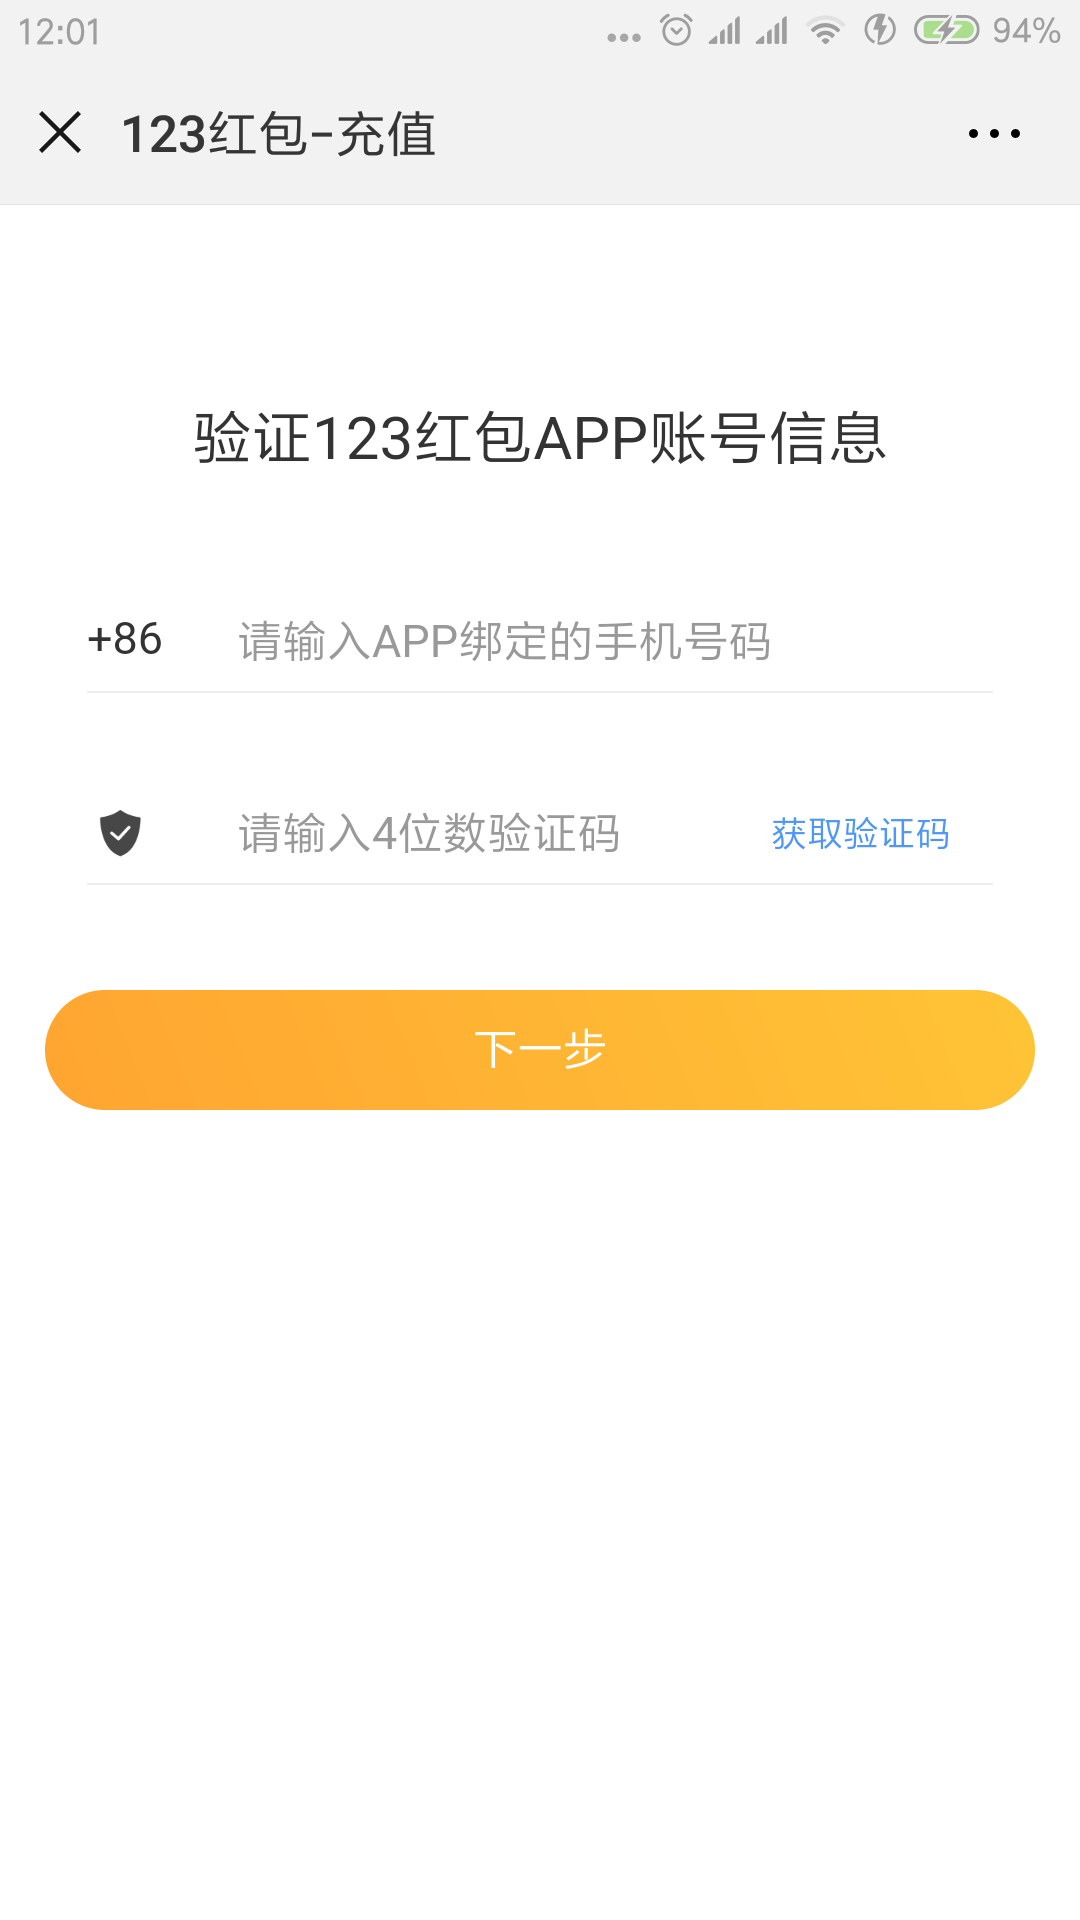 12:01
94%
123红包-充值
验证123红包APP账号信息
+86
请输入APP绑定的手机号码
请输入4位数验证码
获取验证码
下一步